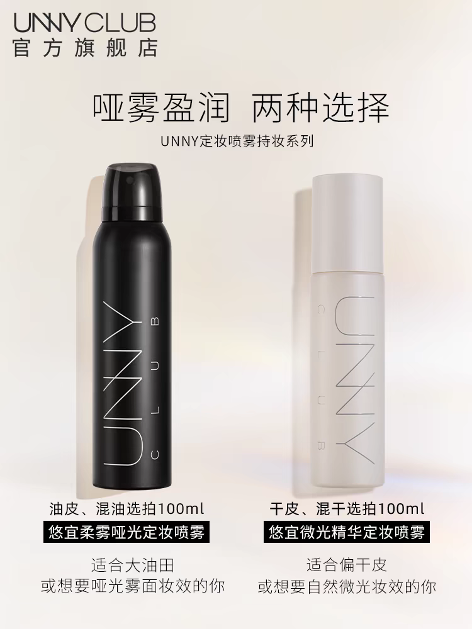 UNNY CLUB
官方旗舰店
哑雾盈润 两种选择
UNNY定妆喷雾持妆系列
UNNY
CLUB
UNNY
CLUB
油皮、混油选拍100ml
悠宜柔雾哑光定妆喷雾
适合大油田
或想要哑光雾面妆效的你
干皮、混干选拍100ml
悠宜微光精华定妆喷雾
适合偏干皮
或想要自然微光妆效的你